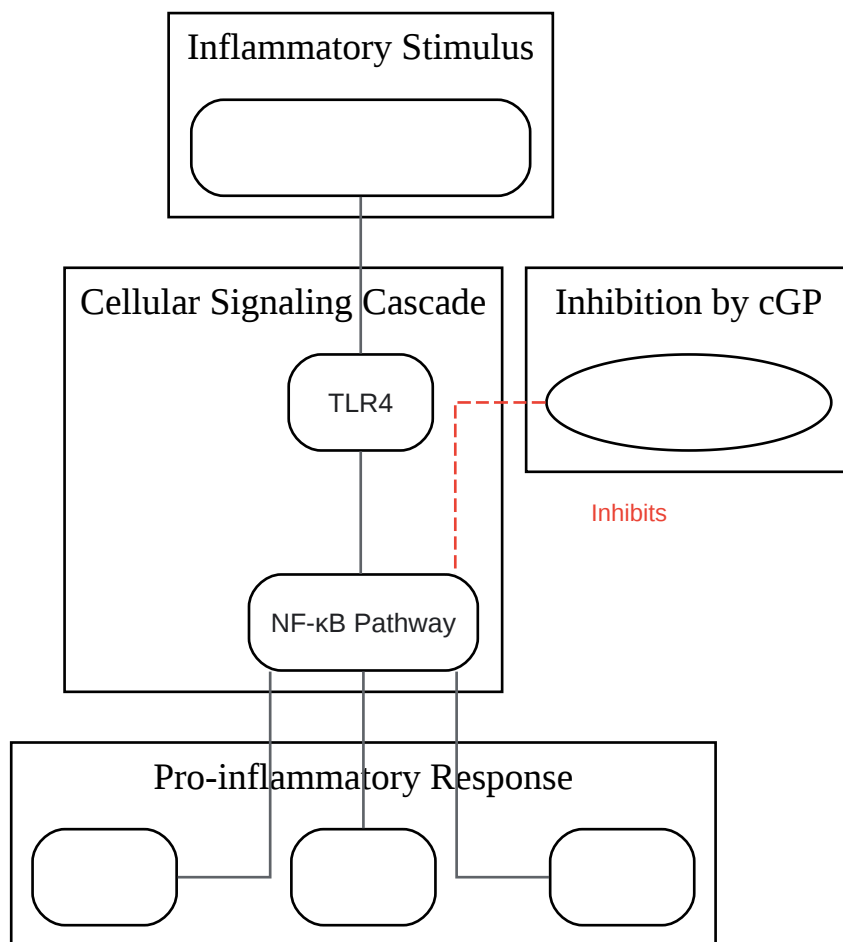 Inflammatory Stimulus
Cellular Signaling Cascade
Inhibition by cGP
TLR4
Inhibits
NF-κB Pathway
Pro-inflammatory Response